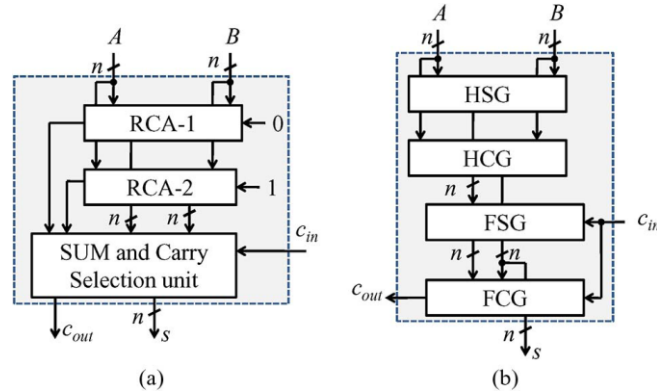 A B A B
n n n n
HSG
RCA-1 0
HCG
RCA-2 1
n
n n FSG c_in
SUM and Carry
Selection unit c_in
n n
c_out FCG
c_out n s n s
(a) (b)